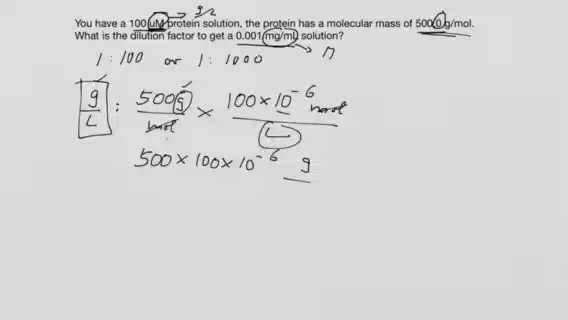 g/L
You have a 100 uM protein solution, the protein has a molecular mass of 500 g/mol.
What is the dilution factor to get a 0.001 mg/mL solution?
1 : 100 or 1 : 1000
g/L : 500 g/mol × 100 × 10⁻⁶ mol/L
500 × 100 × 10⁻⁶ g